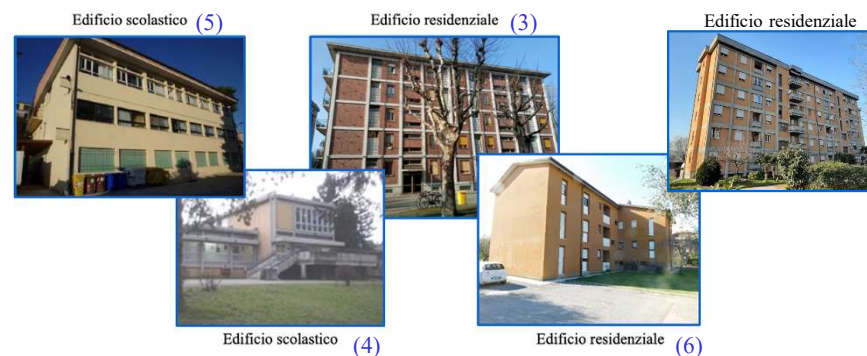 Edificio scolastico (5)
Edificio residenziale (3)
Edificio residenziale
Edificio scolastico (4)
Edificio residenziale (6)